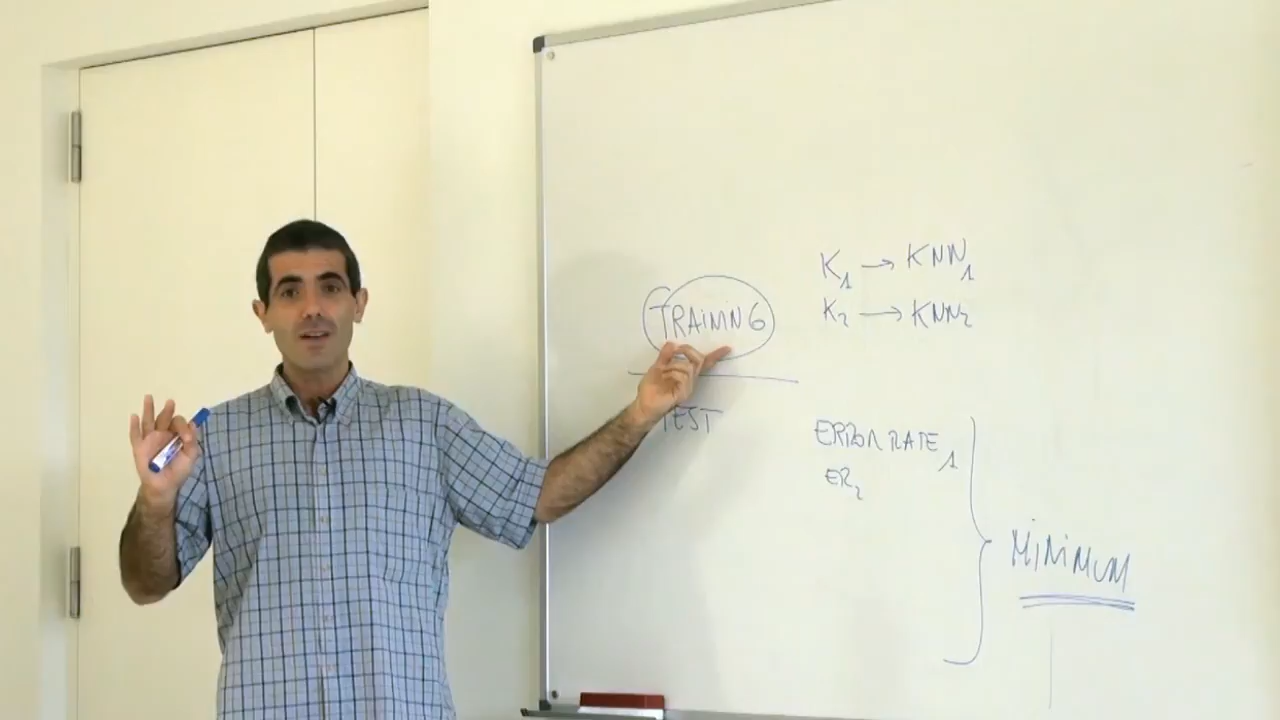 TRAINING
TEST
K1 → KNN1
K2 → KNN2
ERROR RATE1
ER2
MINIMUM